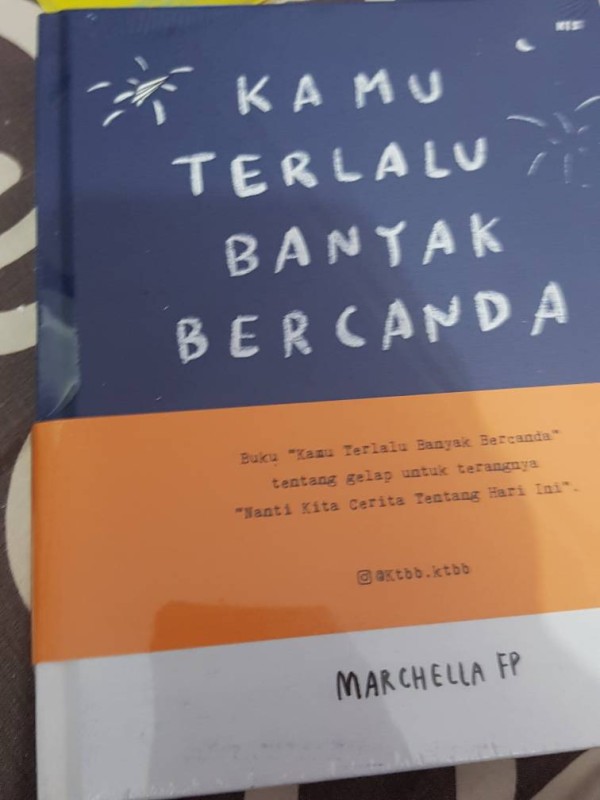 KAMU
TERLALU
BANYAK
BERCANDA
Buku "Kamu Terlalu Banyak Bercanda"
tentang gelap untuk terangnya
"Nanti Kita Cerita Tentang Hari Ini".
@Ktbb.ktbb
MARCHELLA FP